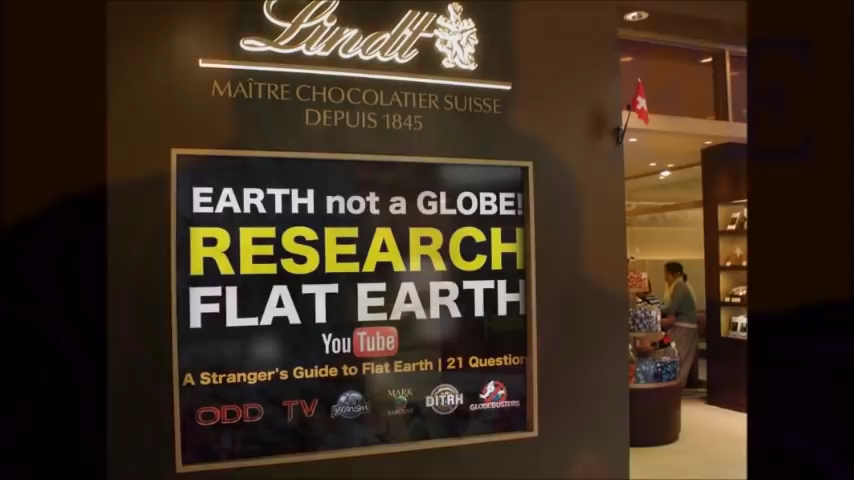 Lindt
MAÎTRE CHOCOLATIER SUISSE
DEPUIS 1845
EARTH not a GLOBE!
RESEARCH
FLAT EARTH
YouTube
A Stranger's Guide to Flat Earth | 21 Question
ODD TV MARK SARGENT DITRH GLOBEBUSTERS